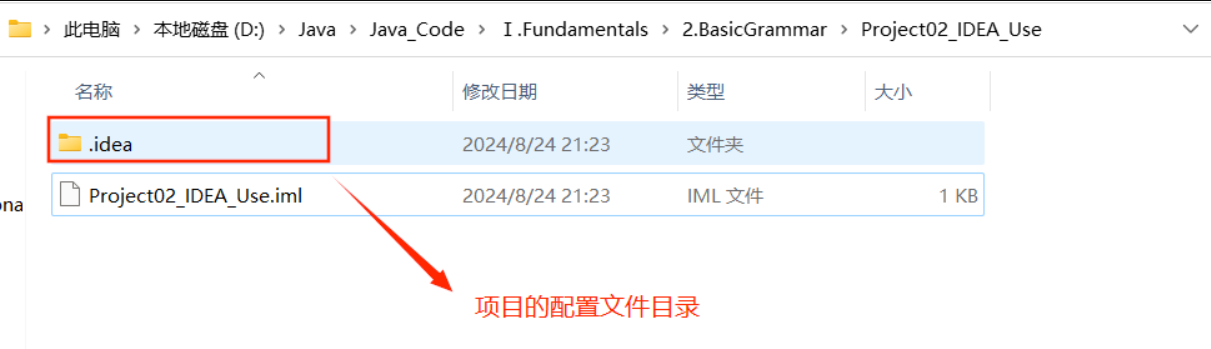 此电脑 > 本地磁盘 (D:) > Java > Java_Code > Ⅰ.Fundamentals > 2.BasicGrammar > Project02_IDEA_Use
名称 修改日期 类型 大小
.idea 2024/8/24 21:23 文件夹
Project02_IDEA_Use.iml 2024/8/24 21:23 IML 文件 1 KB
项目的配置文件目录